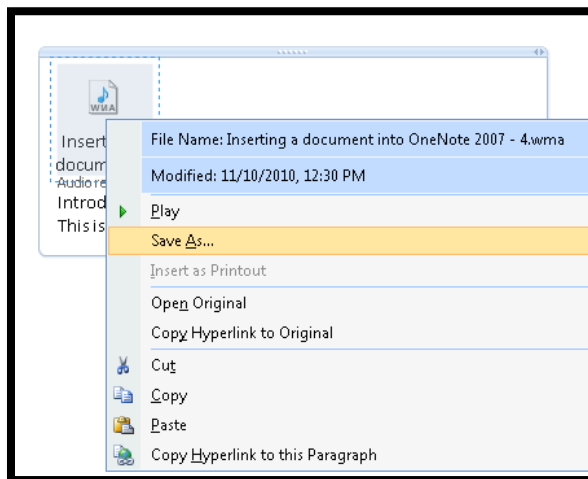 WMA
Insert
File Name: Inserting a document into OneNote 2007 - 4.wma
docum
Modified: 11/10/2010, 12:30 PM
Audio re
Introd
Play
This is
Save As...
Insert as Printout
Open Original
Copy Hyperlink to Original
Cut
Copy
Paste
Copy Hyperlink to this Paragraph